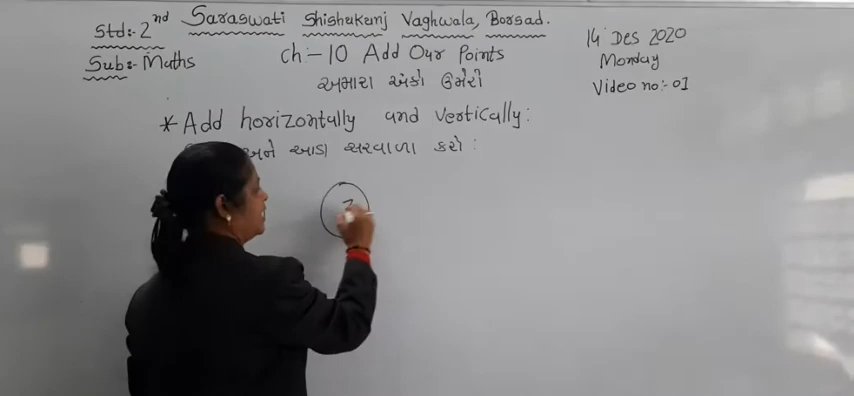 Std:- 2nd Saraswati Shishukunj Vaghwala, Borsad.
Sub:- Maths
Ch:-10 Add Our Points
અમારા અંકો ઉમેરો
14 Des 2020
Monday
Video no:-01
* Add horizontally and vertically:
અને આડા સરવાળા કરો :